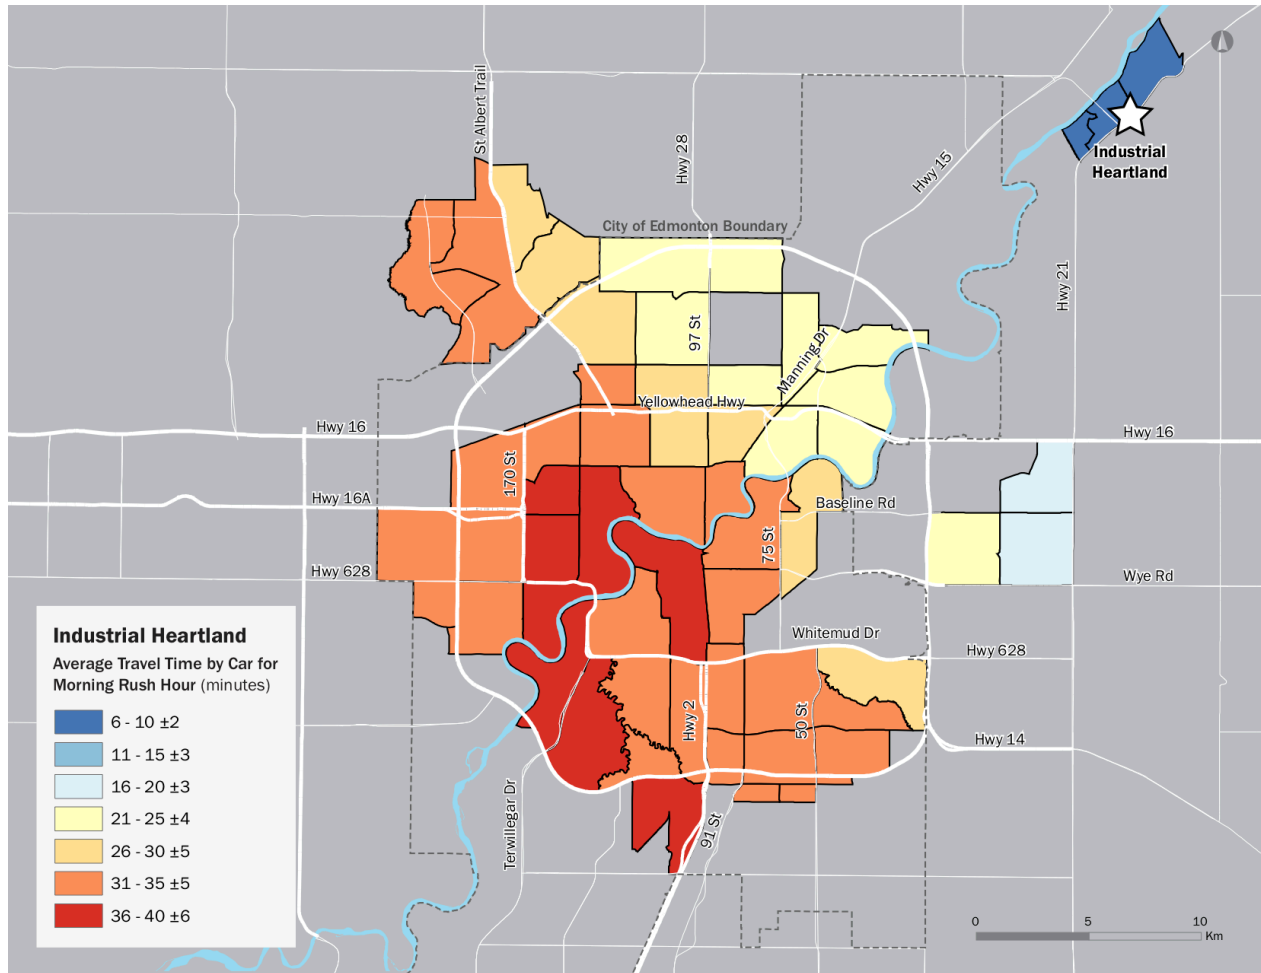 St Albert Trail
Hwy 28
Hwy 15
Industrial
Heartland
City of Edmonton Boundary
Hwy 21
97 St
Manning Dr
Yellowhead Hwy
Hwy 16
Hwy 16
170 St
Hwy 16A
Baseline Rd
75 St
Hwy 628
Wye Rd
Whitemud Dr
Hwy 628
Hwy 2
50 St
Hwy 14
Terwillegar Dr
91 St
Industrial Heartland
Average Travel Time by Car for
Morning Rush Hour (minutes)
6 - 10 ±2
11 - 15 ±3
16 - 20 ±3
21 - 25 ±4
26 - 30 ±5
31 - 35 ±5
36 - 40 ±6
0 5 10
Km